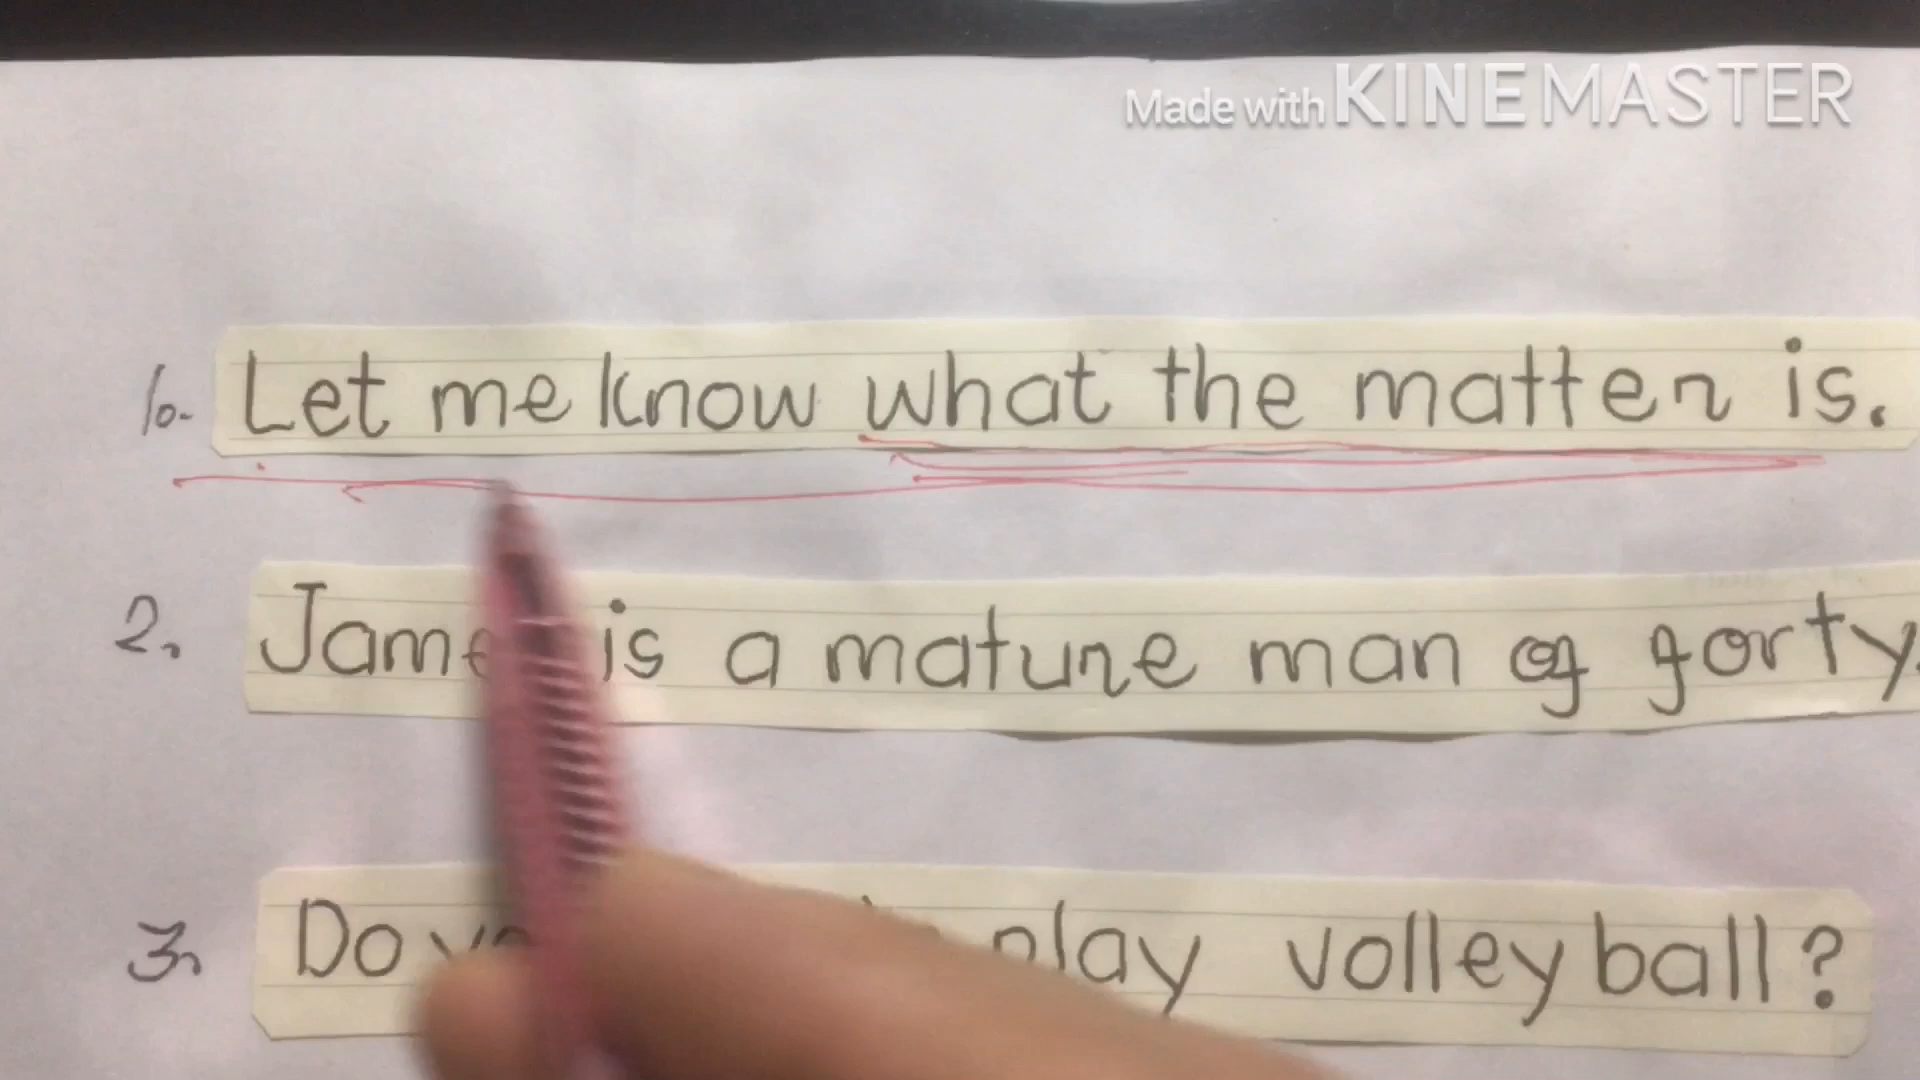 Made with KINEMASTER
1. Let me know what the matter is.
2. is a mature man of forty.
3. Do play volleyball?